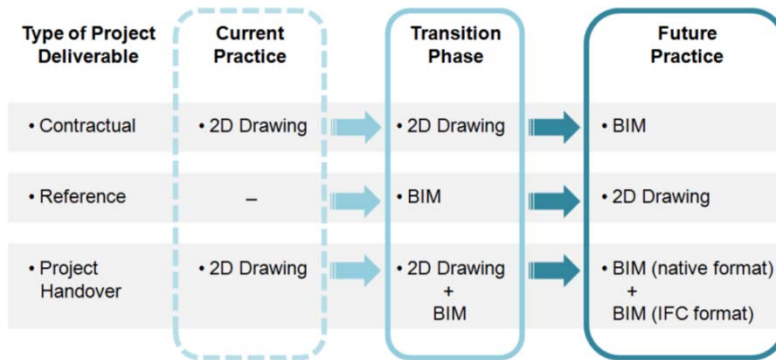 Type of Project Deliverable
Current Practice
Transition Phase
Future Practice
• Contractual
• 2D Drawing
• 2D Drawing
• BIM
• Reference
–
• BIM
• 2D Drawing
• Project Handover
• 2D Drawing
• 2D Drawing
+
BIM
• BIM (native format)
+
BIM (IFC format)